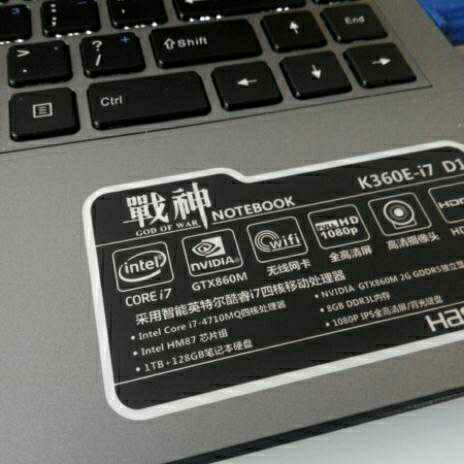 End
Shift
Ctrl
戰神 NOTEBOOK
GOD OF WAR
K360E-i7 D1
intel
NVIDIA
Wifi
FULL HD
1080p
CORE i7
GTX860M
无线网卡
全高清屏
高清摄像头
采用智能英特尔酷睿i7四核移动处理器
• Intel Core i7-4710MQ四核处理器
• Intel HM87 芯片组
• 1TB+128GB笔记本硬盘
• NVIDIA GTX860M 2G GDDR5独立显
• 8GB DDR3L内存
• 1080P IPS全高清屏/背光键盘
Has